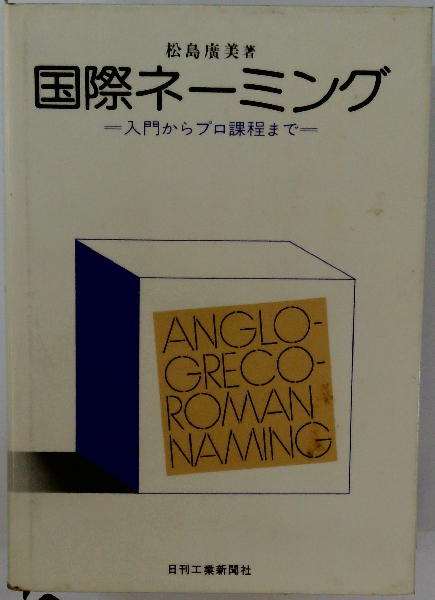 松島廣美著
国際ネーミング
=入門からプロ課程まで=
ANGLO-
GRECO-
ROMAN
NAMING
日刊工業新聞社